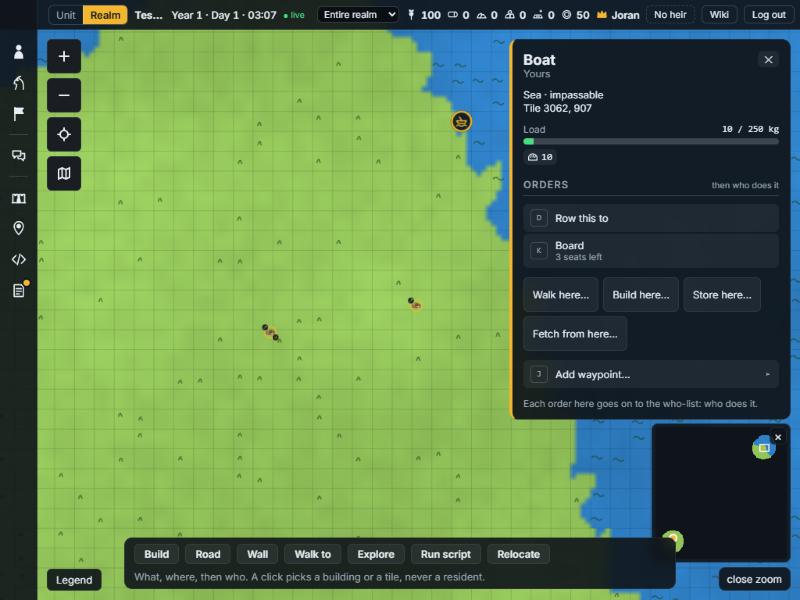 Unit Realm Tes... Year 1 · Day 1 · 03:07 live Entire realm 100 0 0 0 0 50 Joran No heir Wiki Log out
Boat
Yours
Sea · impassable
Tile 3062, 907
Load 10 / 250 kg
10
ORDERS then who does it
D Row this to
K Board
3 seats left
Walk here... Build here... Store here...
Fetch from here...
J Add waypoint...
Each order here goes on to the who-list: who does it.
Build Road Wall Walk to Explore Run script Relocate
What, where, then who. A click picks a building or a tile, never a resident.
Legend
close zoom